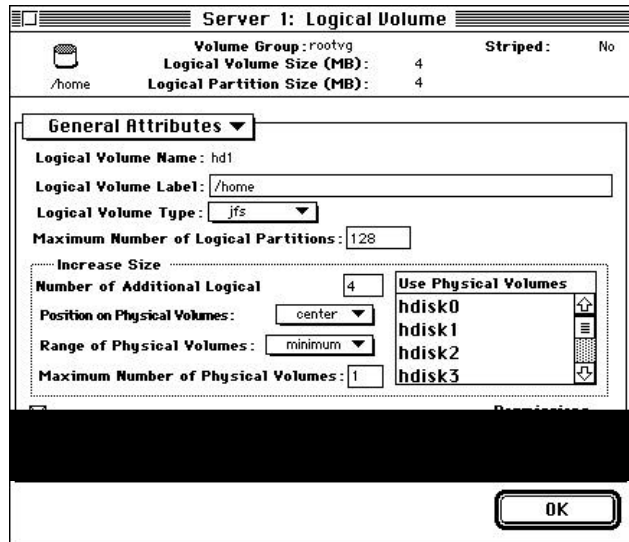 Server 1: Logical Volume
Volume Group: rootvg Striped: No
Logical Volume Size (MB): 4
/home Logical Partition Size (MB): 4
General Attributes
Logical Volume Name: hd1
Logical Volume Label: /home
Logical Volume Type: jfs
Maximum Number of Logical Partitions: 128
Increase Size
Number of Additional Logical 4 Use Physical Volumes
hdisk0
Position on Physical Volumes: center
hdisk1
Range of Physical Volumes: minimum
hdisk2
Maximum Number of Physical Volumes: 1
hdisk3
OK